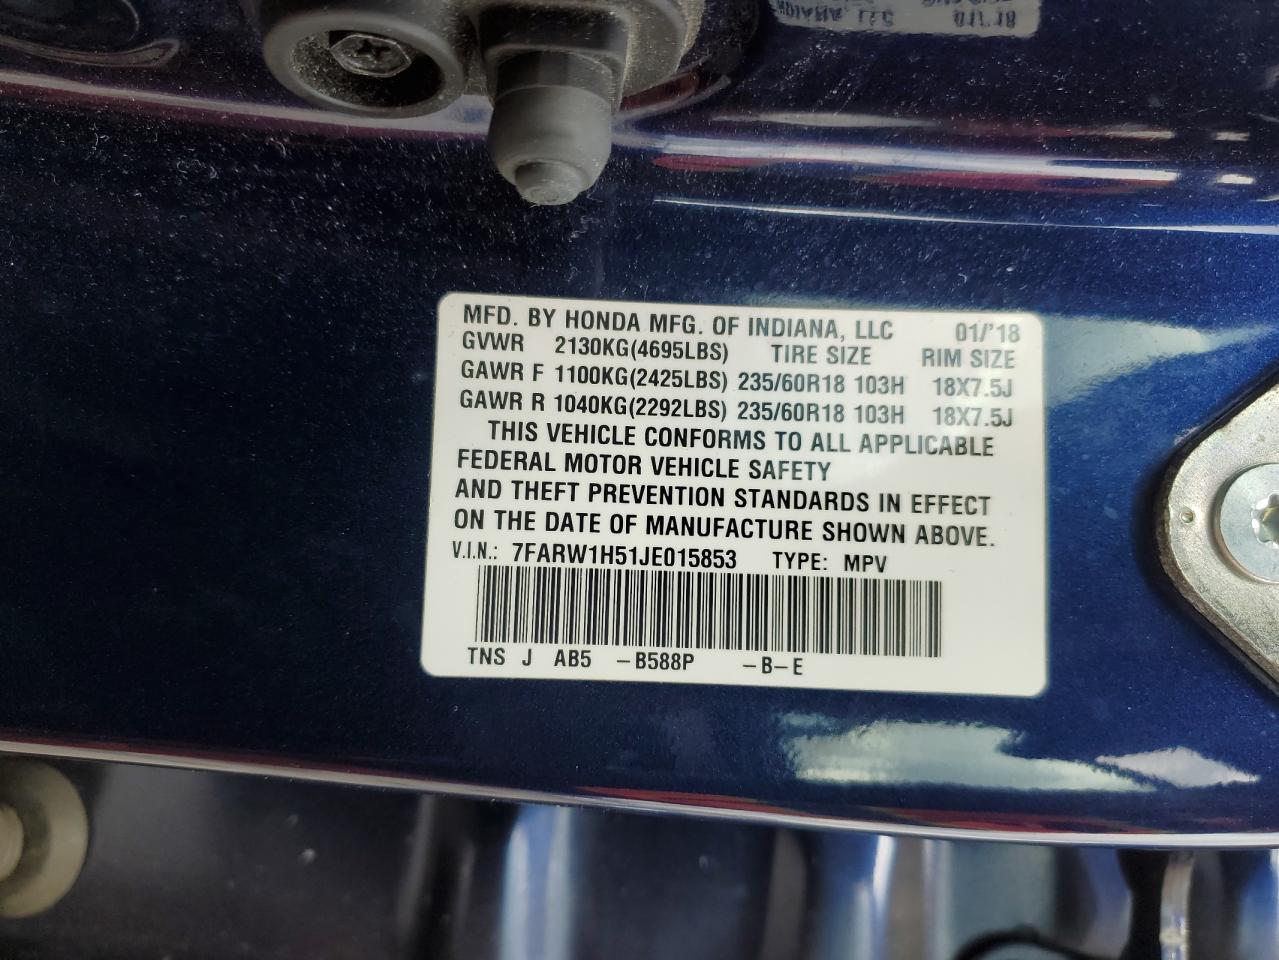 MFD. BY HONDA MFG. OF INDIANA, LLC 01/'18
GVWR 2130KG(4695LBS) TIRE SIZE RIM SIZE
GAWR F 1100KG(2425LBS) 235/60R18 103H 18X7.5J
GAWR R 1040KG(2292LBS) 235/60R18 103H 18X7.5J
THIS VEHICLE CONFORMS TO ALL APPLICABLE
FEDERAL MOTOR VEHICLE SAFETY
AND THEFT PREVENTION STANDARDS IN EFFECT
ON THE DATE OF MANUFACTURE SHOWN ABOVE.
V.I.N.: 7FARW1H51JE015853 TYPE: MPV
TNS J AB5 -B588P -B-E